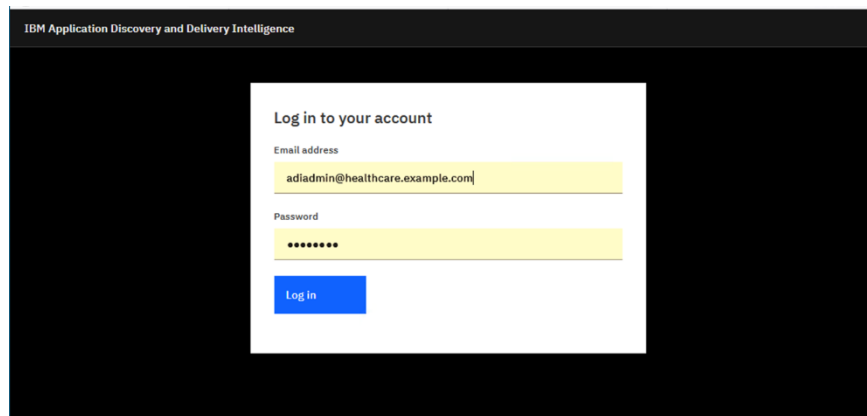 IBM Application Discovery and Delivery Intelligence
Log in to your account
Email address
adiadmin@healthcare.example.com
Password
••••••••
Log in